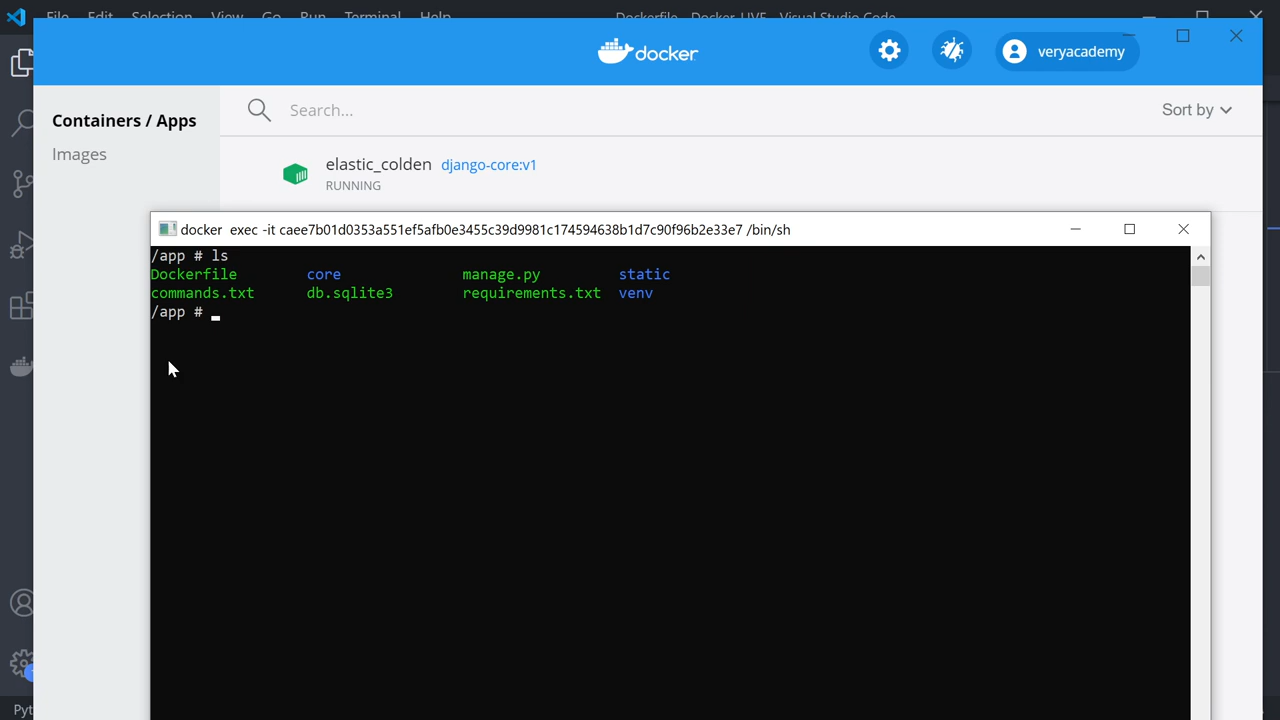 File Edit Selection View Go Run Terminal Help Dockerfile - Docker-LIVE - Visual Studio Code
docker veryacademy
Containers / Apps
Images
Search...
Sort by
elastic_colden django-core:v1
RUNNING
docker exec -it caee7b01d0353a551ef5afb0e3455c39d9981c174594638b1d7c90f96b2e33e7 /bin/sh
/app # ls
Dockerfile core manage.py static
commands.txt db.sqlite3 requirements.txt venv
/app #
Pyt